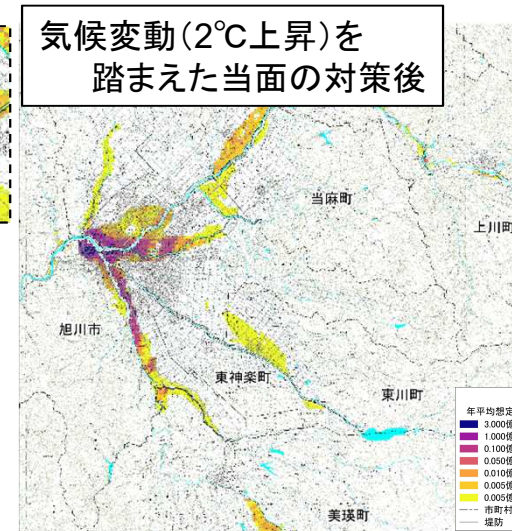 気候変動(2℃上昇)を
踏まえた当面の対策後
当麻町
上川町
旭川市
東神楽町
東川町
美瑛町
年平均想定
3.000億
1.000億
0.100億
0.050億
0.010億
0.005億
0.005億
市町村
堤防